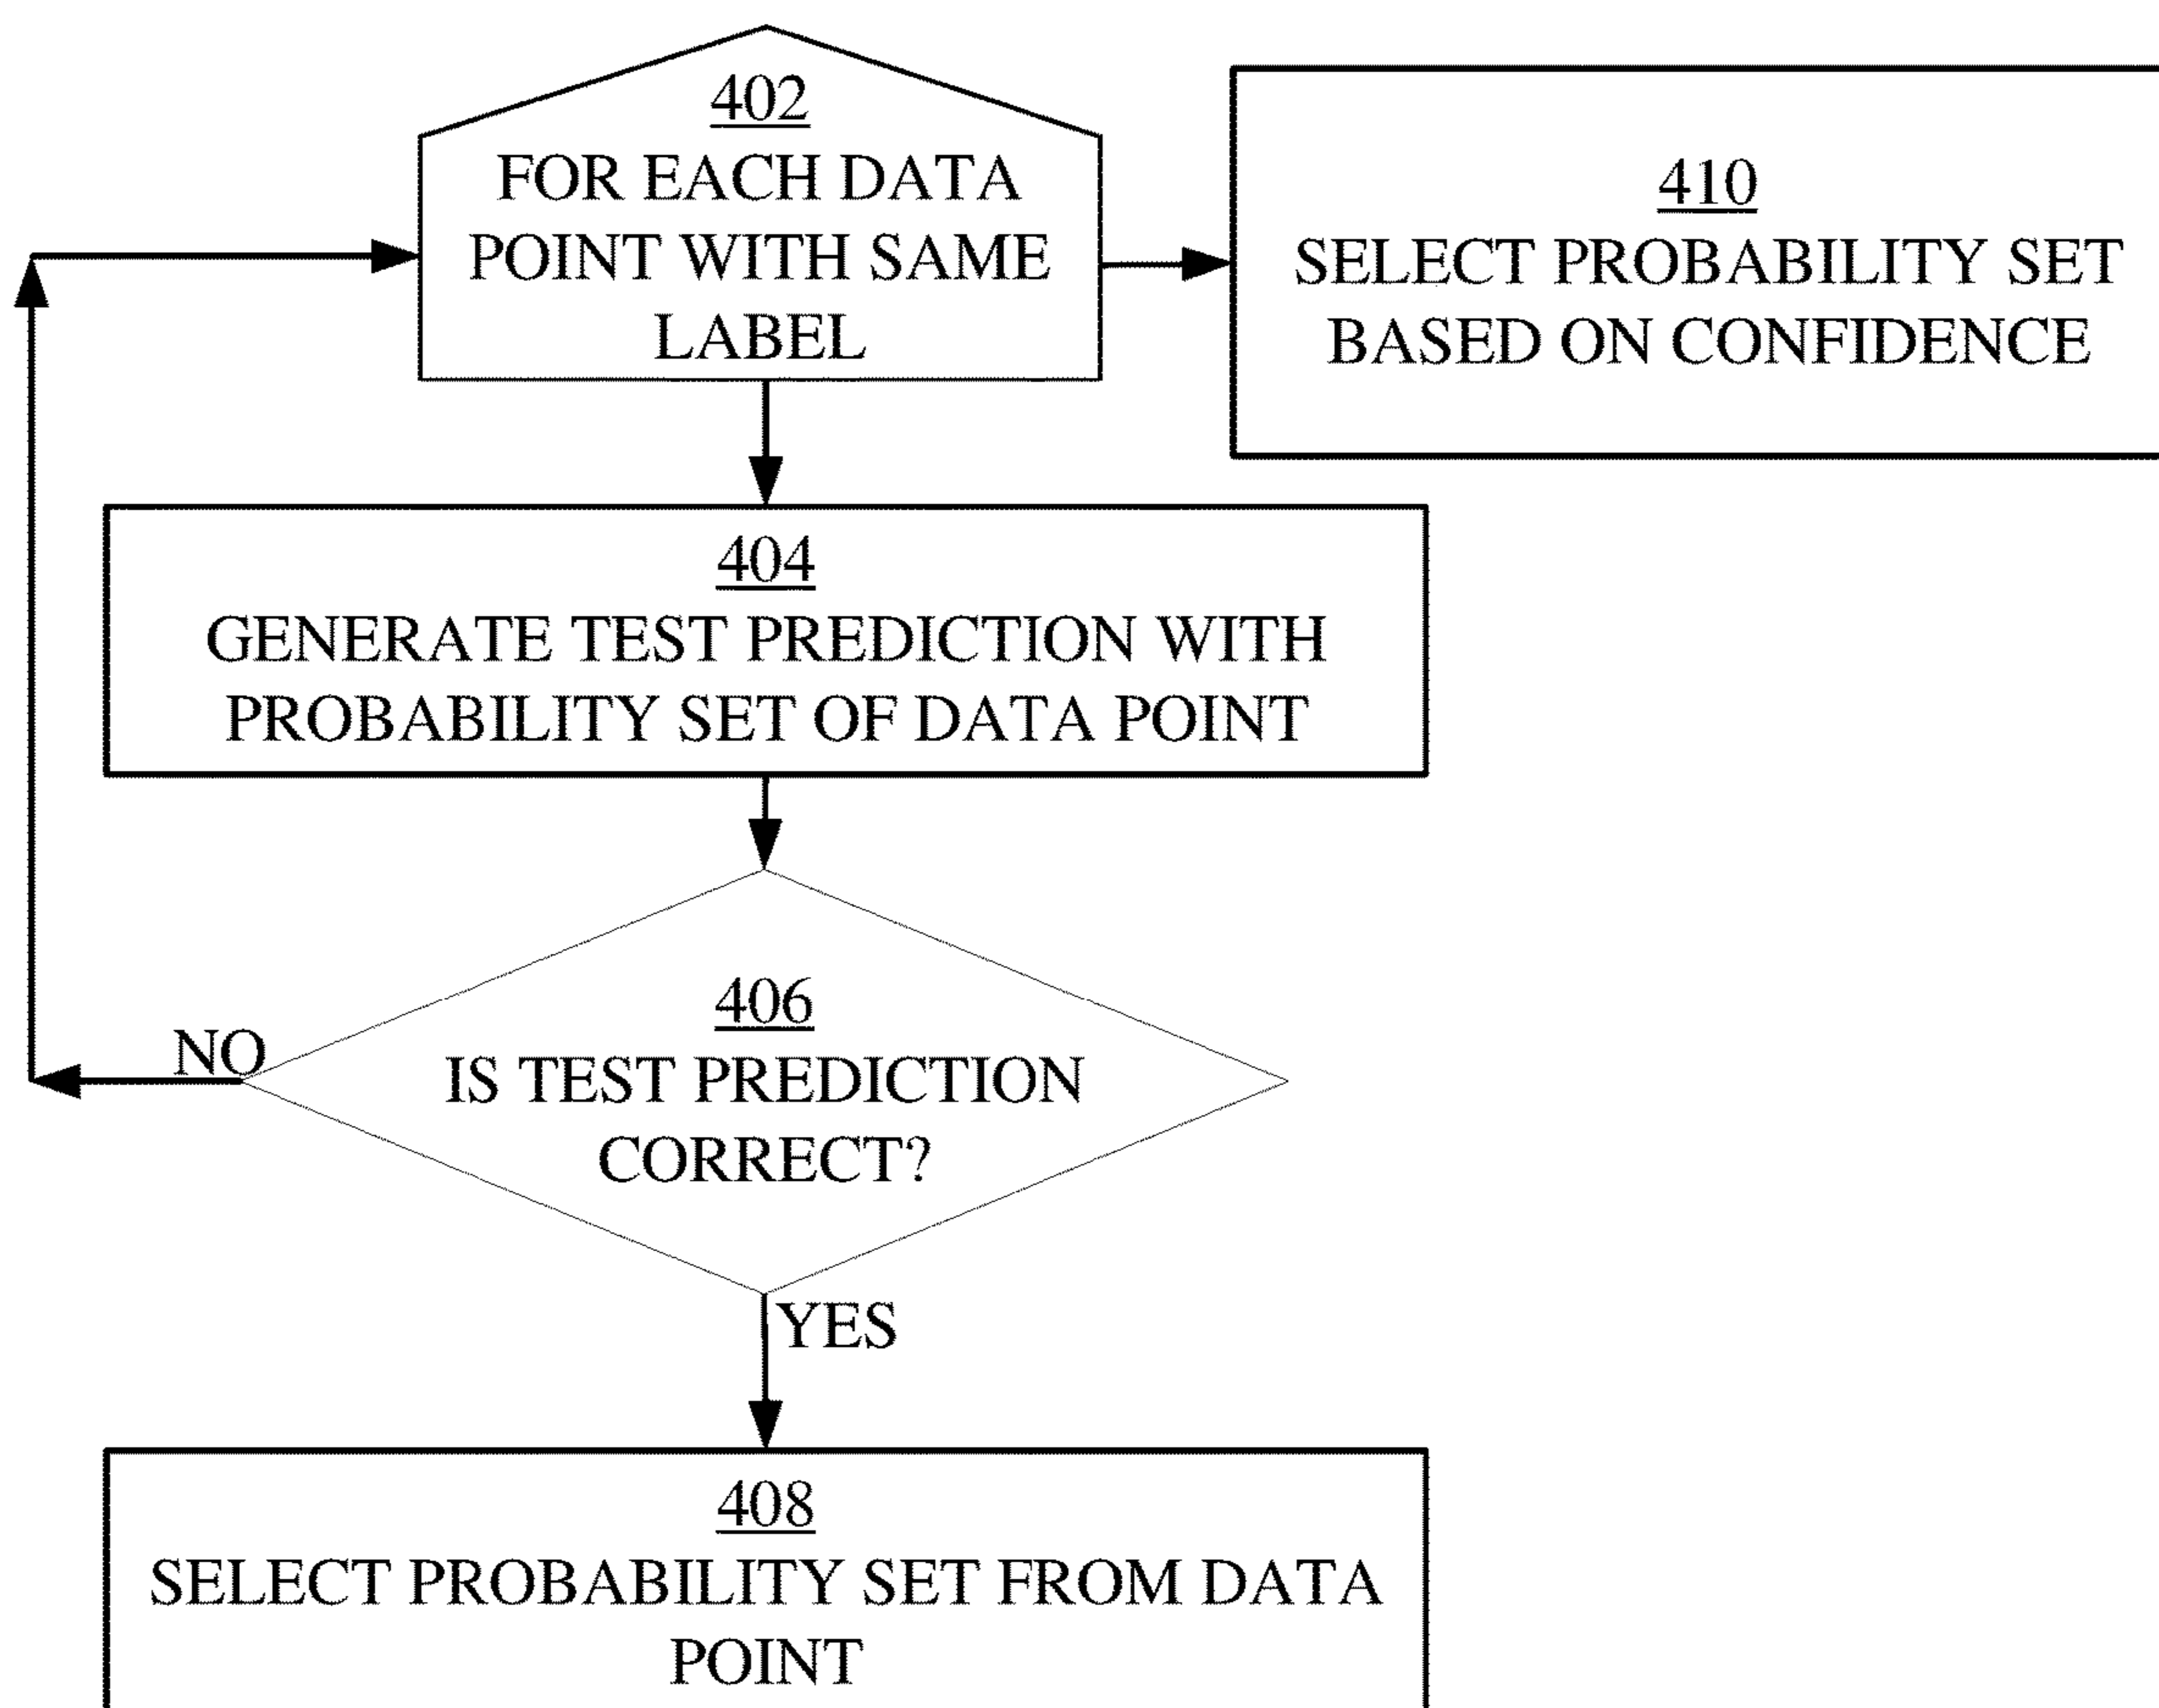 402
FOR EACH DATA
POINT WITH SAME
LABEL
410
SELECT PROBABILITY SET
BASED ON CONFIDENCE
404
GENERATE TEST PREDICTION WITH
PROBABILITY SET OF DATA POINT
406
IS TEST PREDICTION
CORRECT?
NO
YES
408
SELECT PROBABILITY SET FROM DATA
POINT